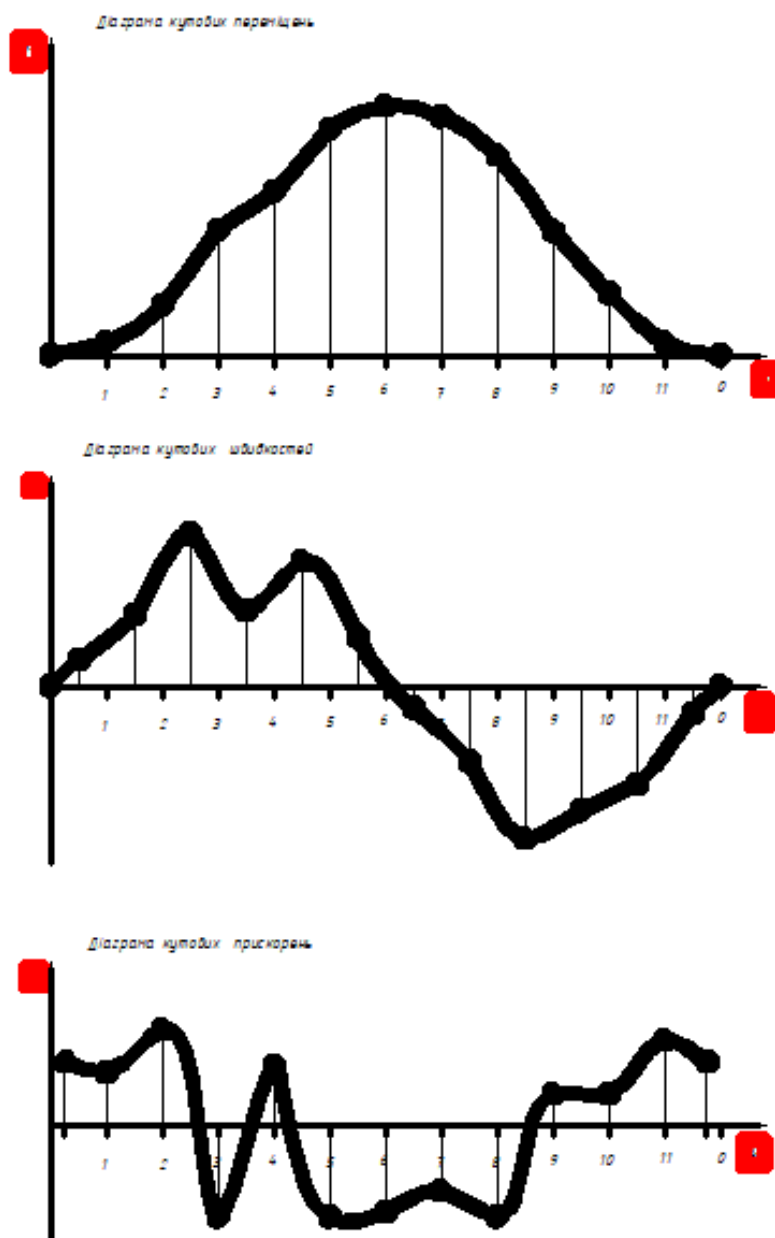 Діаграма кутових переміщень
1 2 3 4 5 6 7 8 9 10 11 0
Діаграма кутових швидкостей
1 2 3 4 5 6 7 8 9 10 11 0
Діаграма кутових прискорень
1 2 3 4 5 6 7 8 9 10 11 0